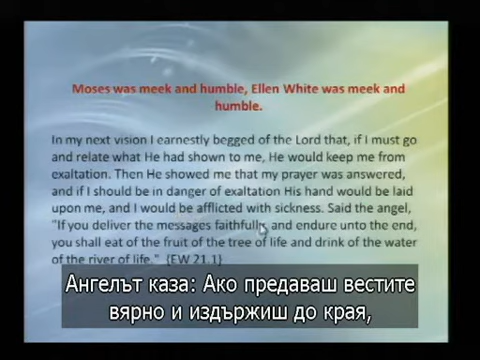 Moses was meek and humble, Ellen White was meek and
humble.
In my next vision I earnestly begged of the Lord that, if I must go
and relate what He had shown to me, He would keep me from
exaltation. Then He showed me that my prayer was answered,
and if I should be in danger of exaltation His hand would be laid
upon me, and I would be afflicted with sickness. Said the angel,
"If you deliver the messages faithfully, and endure unto the end,
you shall eat of the fruit of the tree of life and drink of the water
of the river of life." {EW 21.1}
Ангелът каза: Ако предаваш вестите
вярно и издържиш до края,